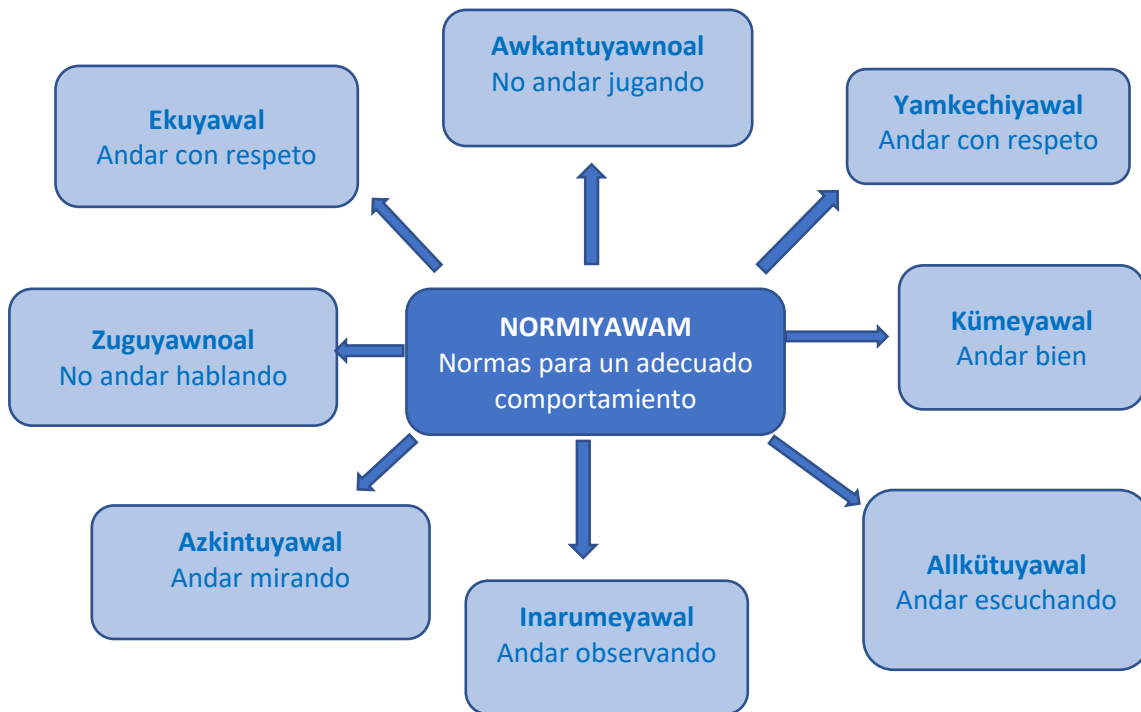 Awkantuyawnoal
No andar jugando
Ekuyawal
Andar con respeto
Yamkechiyawal
Andar con respeto
Zuguyawnoal
No andar hablando
NORMIYAWAM
Normas para un adecuado
comportamiento
Kümeyawal
Andar bien
Azkintuyawal
Andar mirando
Inarumeyawal
Andar observando
Allkütuyawal
Andar escuchando